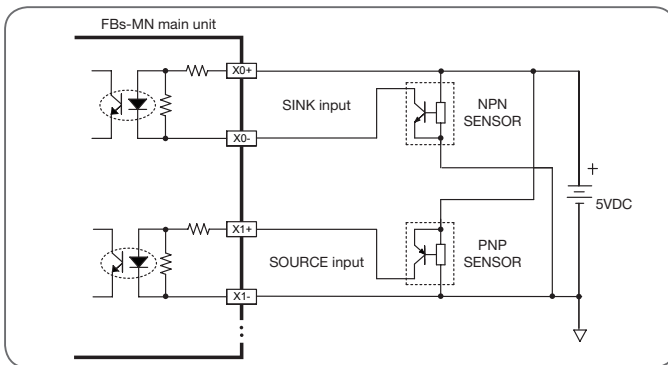 FBs-MN main unit
X0+
SINK input
NPN
SENSOR
X0-
+
5VDC
X1+
SOURCE input
PNP
SENSOR
X1-